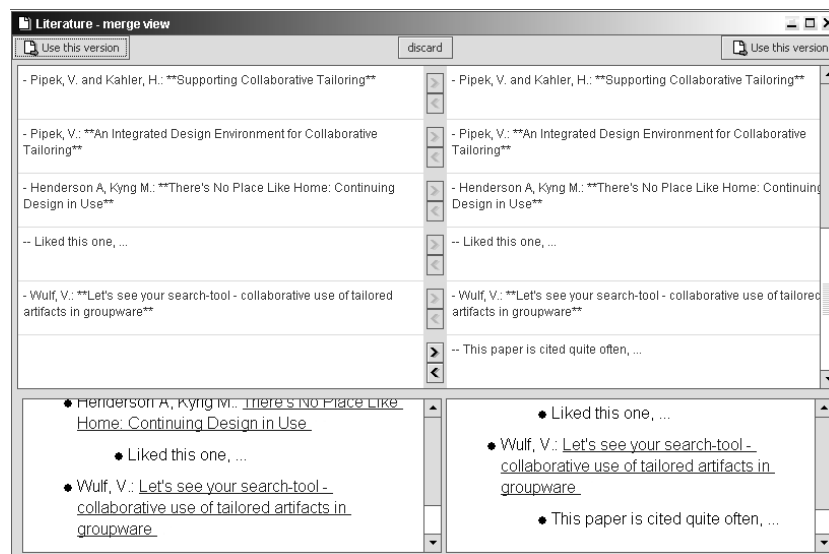 Literature - merge view
Use this version
discard
Use this version
- Pipek, V. and Kahler, H.: **Supporting Collaborative Tailoring**
- Pipek, V. and Kahler, H.: **Supporting Collaborative Tailoring**
- Pipek, V.: **An Integrated Design Environment for Collaborative
Tailoring**
- Pipek, V.: **An Integrated Design Environment for Collaborative
Tailoring**
- Henderson A, Kyng M.: **There's No Place Like Home: Continuing
Design in Use**
- Henderson A, Kyng M.: **There's No Place Like Home: Continuing
Design in Use**
-- Liked this one, ...
-- Liked this one, ...
- Wulf, V.: **Let's see your search-tool - collaborative use of tailored
artifacts in groupware**
- Wulf, V.: **Let's see your search-tool - collaborative use of tailored
artifacts in groupware**
-- This paper is cited quite often, ...
• Henderson A, Kyng M.: There's No Place Like
Home: Continuing Design in Use
• Liked this one, ...
• Wulf, V.: Let's see your search-tool -
collaborative use of tailored artifacts in
groupware
• Liked this one, ...
• Wulf, V.: Let's see your search-tool -
collaborative use of tailored artifacts in
groupware
• This paper is cited quite often, ...